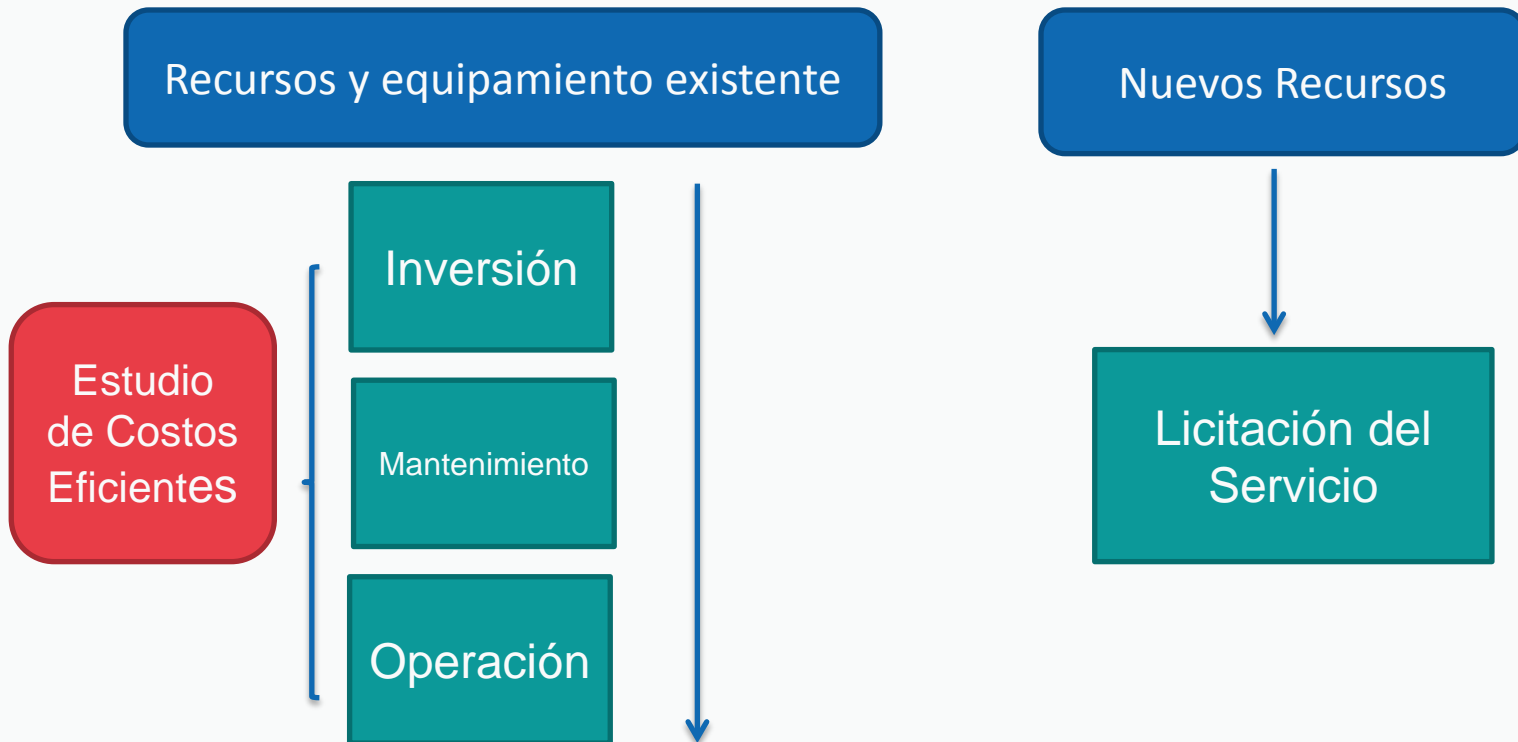 Recursos y equipamiento existente
Nuevos Recursos
Inversión
Estudio
de Costos
Eficientes
Mantenimiento
Operación
Licitación del
Servicio